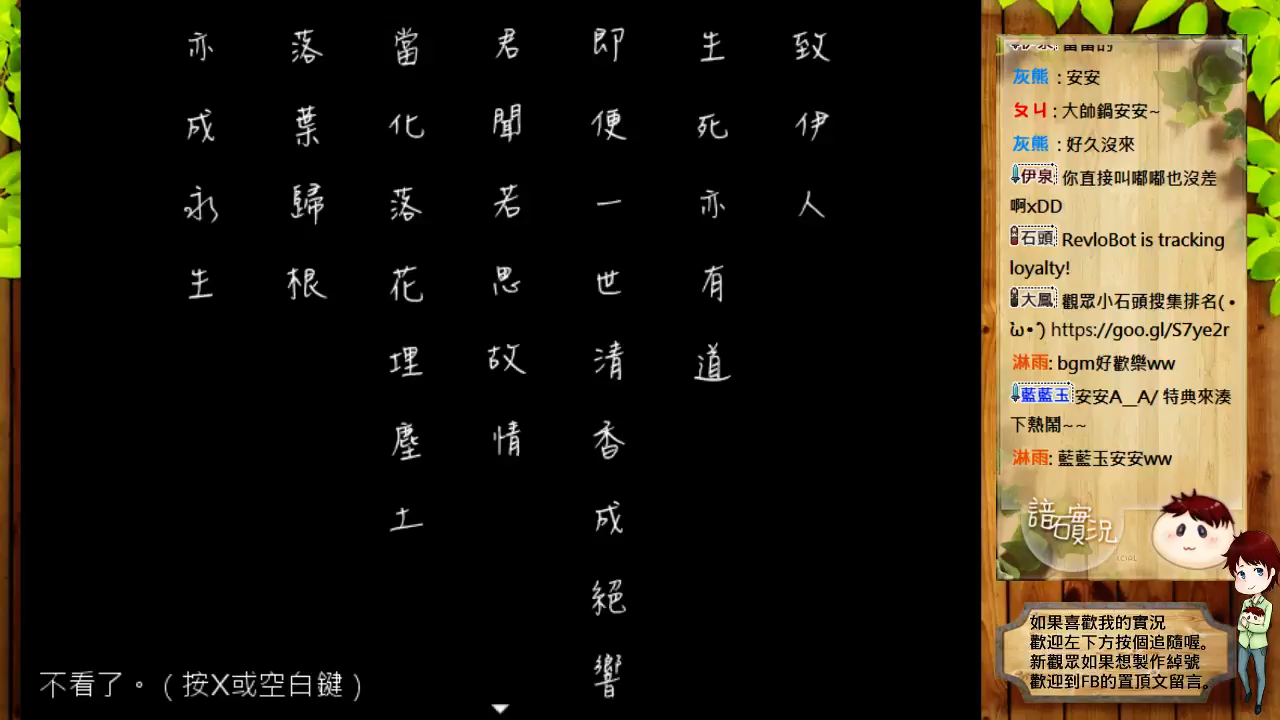 致伊人
生死亦有道
即便一世清香成絕響
君聞若思故情
當化落花埋塵土
落葉歸根
亦成永生
不看了。(按X或空白鍵)
灰熊 : 安安
ㄆㄐ : 大帥鍋安安~
灰熊 : 好久沒來
伊泉 你直接叫嘟嘟也沒差
啊xDD
石頭 RevloBot is tracking
loyalty!
大鳳 觀眾小石頭搜集排名( •
̀ω•́ ) https://goo.gl/S7ye2r
淋雨: bgm好歡樂ww
藍藍玉 安安A__A/ 特典來湊
下熱鬧~~
淋雨: 藍藍玉安安ww
諳石實況
如果喜歡我的實況
歡迎左下方按個追隨喔。
新觀眾如果想製作綽號
歡迎到FB的置頂文留言。